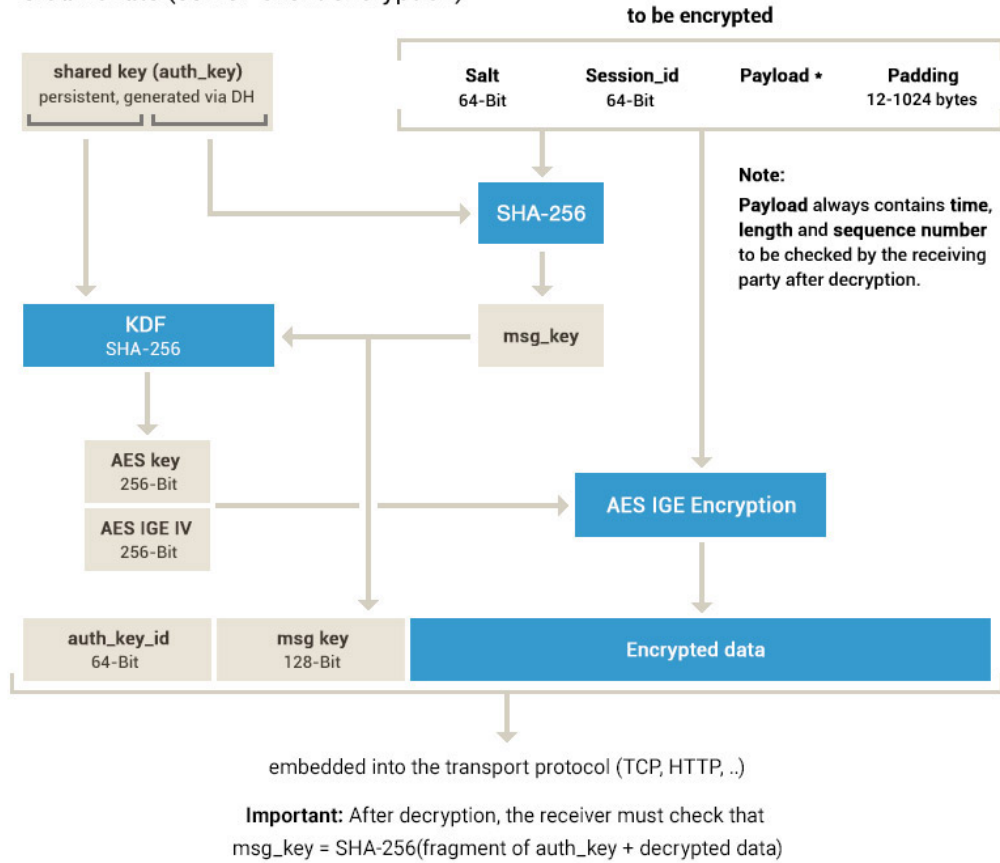 to be encrypted
shared key (auth_key)
persistent, generated via DH
Salt
64-Bit
Session_id
64-Bit
Payload *
Padding
12-1024 bytes
Note:
Payload always contains time,
length and sequence number
to be checked by the receiving
party after decryption.
SHA-256
KDF
SHA-256
msg_key
AES key
256-Bit
AES IGE IV
256-Bit
AES IGE Encryption
auth_key_id
64-Bit
msg key
128-Bit
Encrypted data
embedded into the transport protocol (TCP, HTTP, ..)
Important: After decryption, the receiver must check that
msg_key = SHA-256(fragment of auth_key + decrypted data)